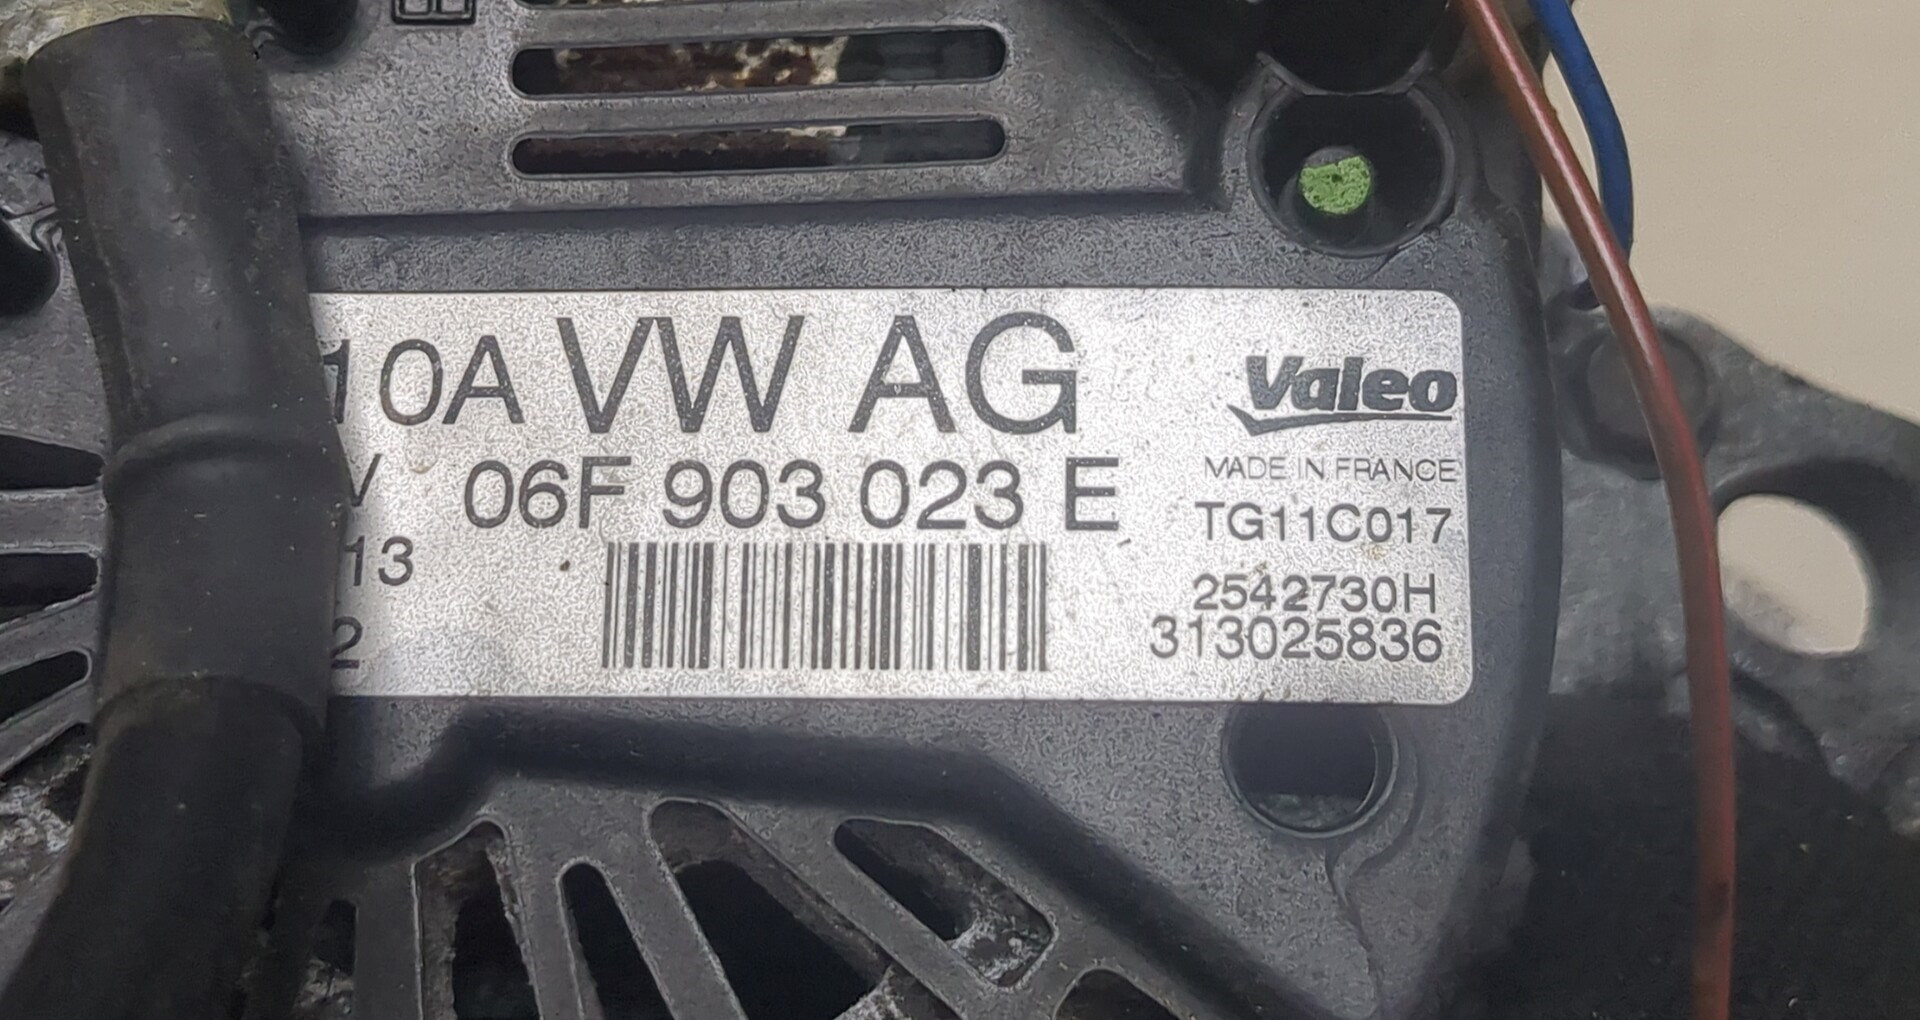 10A VW AG
Valeo
V 06F 903 023 E
MADE IN FRANCE
TG11C017
13
2542730H
2
313025836